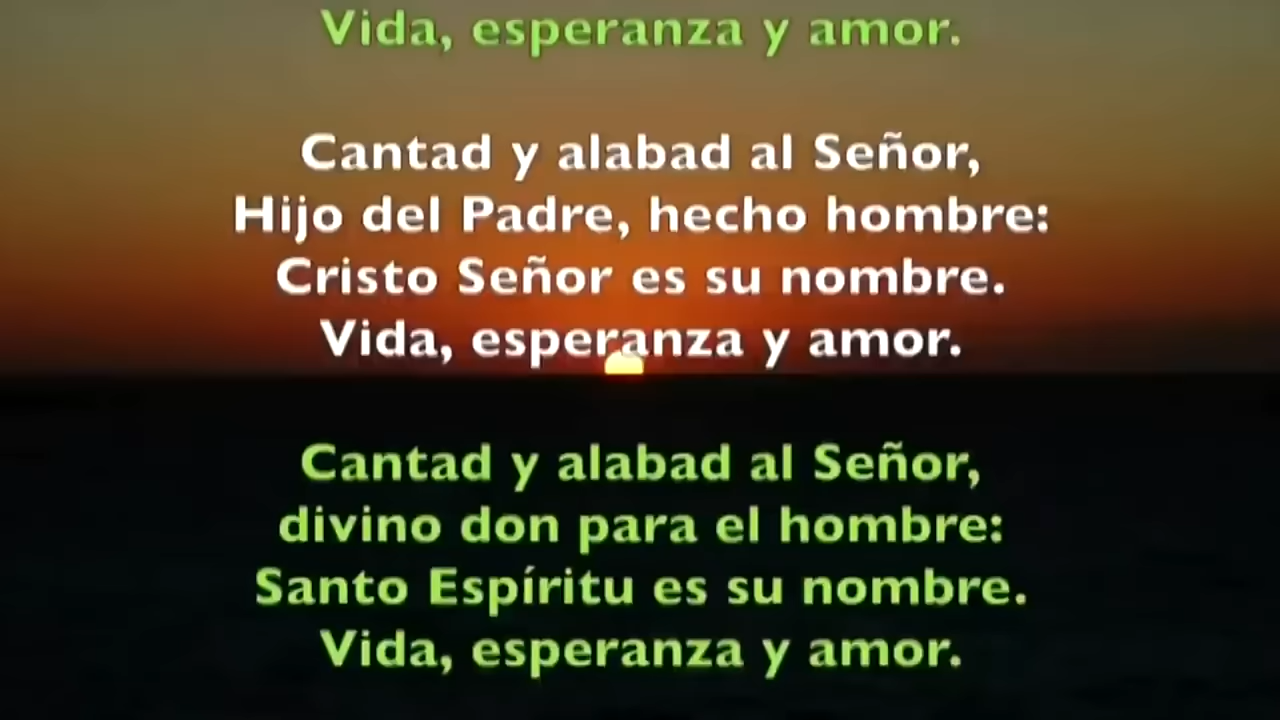 Vida, esperanza y amor.
Cantad y alabad al Señor,
Hijo del Padre, hecho hombre:
Cristo Señor es su nombre.
Vida, esperanza y amor.
Cantad y alabad al Señor,
divino don para el hombre:
Santo Espíritu es su nombre.
Vida, esperanza y amor.